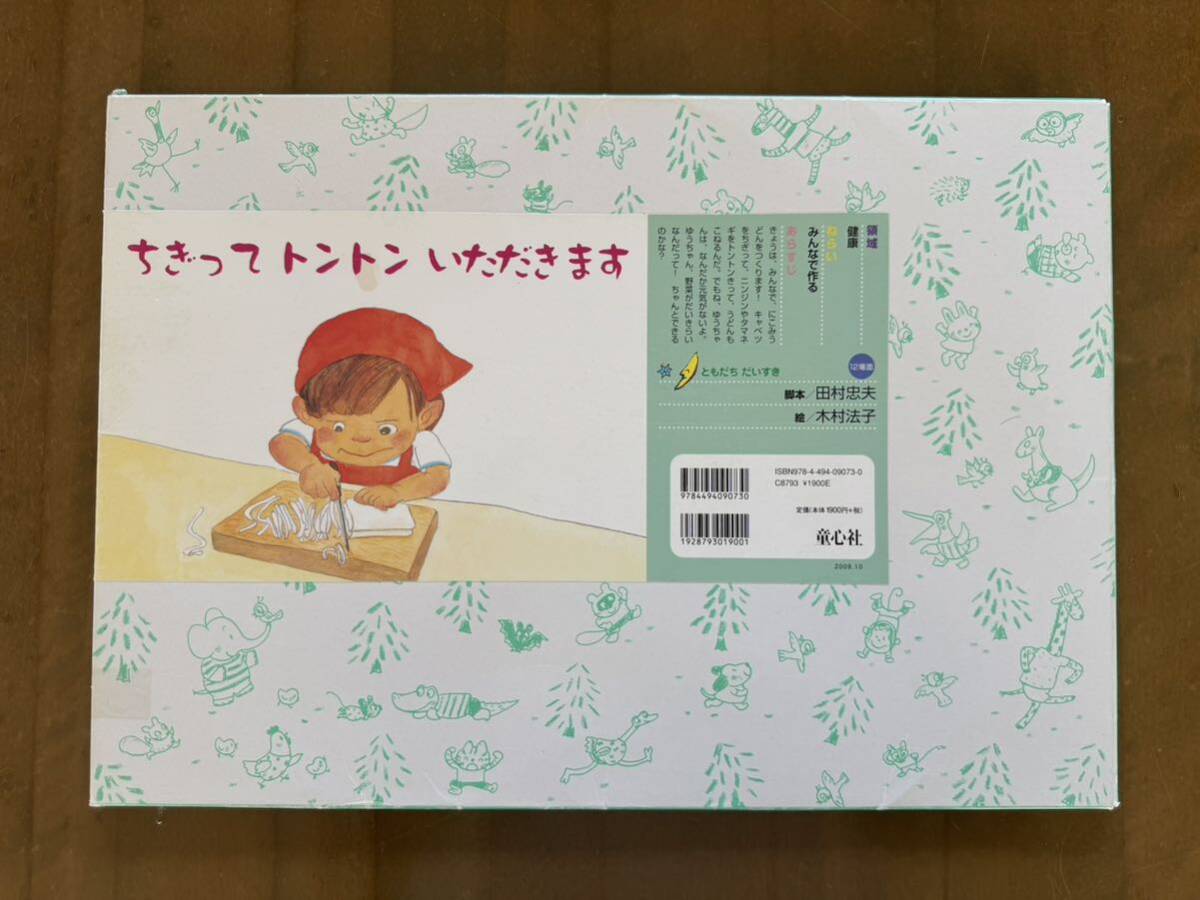 ちぎって トントン いただきます
領域
健康
ねらい
みんなで作る
あらすじ
きょうは、みんなで、にこみう
どんをつくります！ キャベツ
をちぎって、ニンジンやタマネ
ギをトントンきって、うどんも
こねるんだ。でもね、ゆうちゃ
んは、なんだか元気がないよ。
ゆうちゃん、野菜がだいきらい
なんだって！ ちゃんとできる
のかな？
12場面
ともだち だいすき
脚本／田村忠夫
絵／木村法子
ISBN978-4-494-09073-0
C8793 ¥1900E
9784494090730
定価(本体1900円+税)
1928793019001
童心社
2009.10